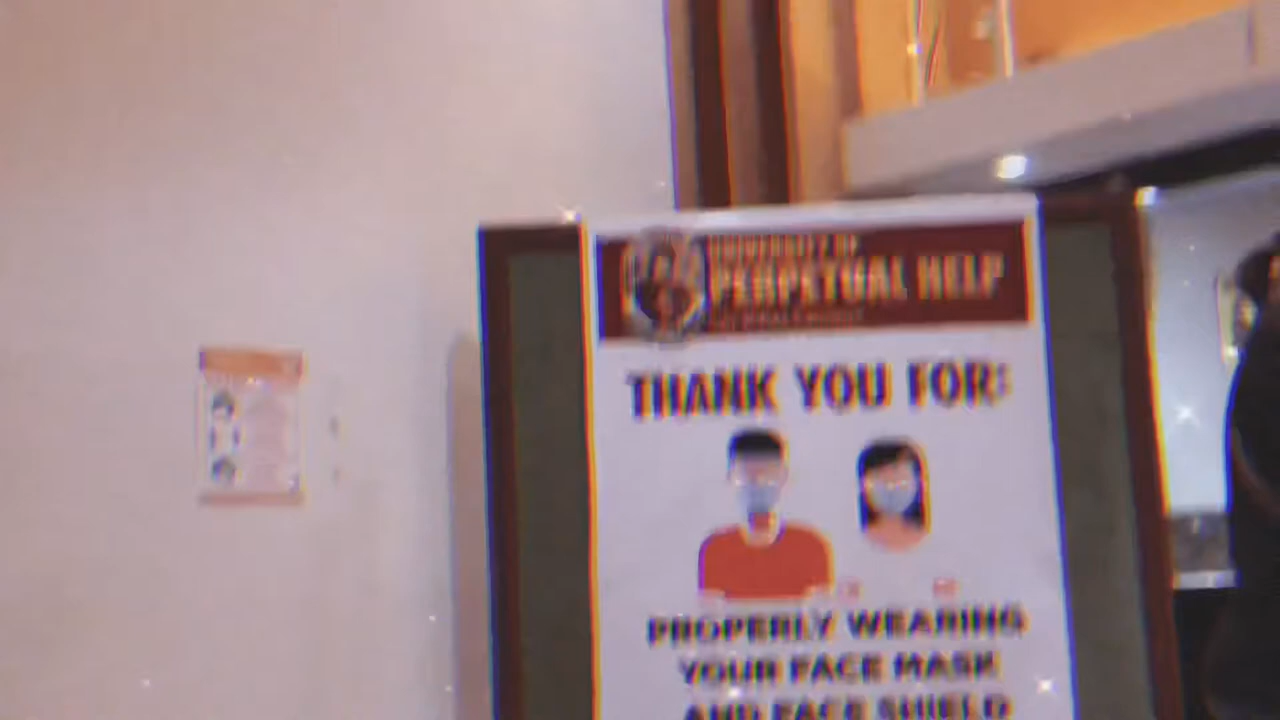 UNIVERSITY OF
PERPETUAL HELP
THANK YOU FOR:
PROPERLY WEARING
YOUR FACE MASK
AND FACE SHIELD